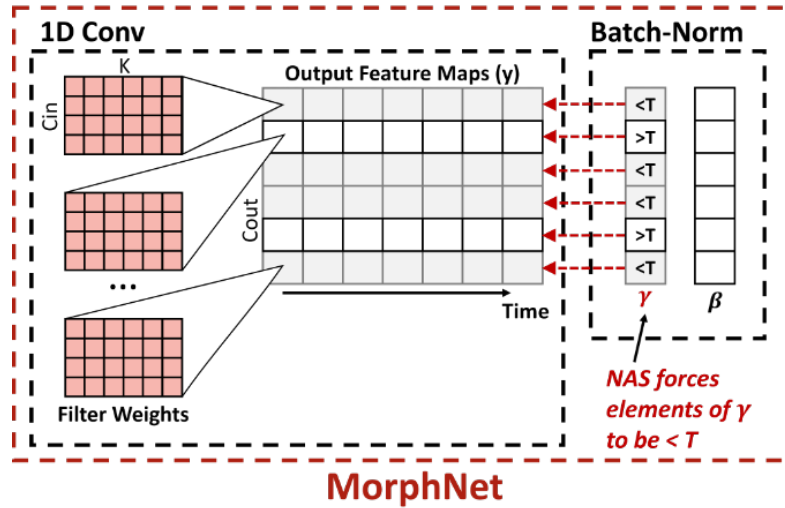 1D Conv
Batch-Norm
K
Cin
Output Feature Maps (y)
<T
>T
<T
<T
>T
<T
Cout
...
Time
γ
β
Filter Weights
NAS forces
elements of γ
to be < T
MorphNet